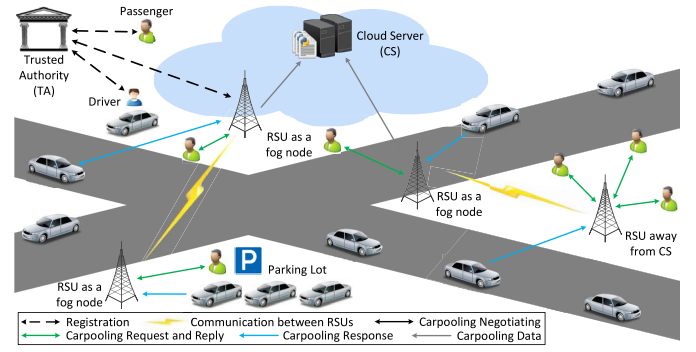 Passenger
Trusted
Authority
(TA)
Driver
Cloud Server
(CS)
RSU as a
fog node
RSU as a
fog node
RSU away
from CS
RSU as a
fog node
P
Parking Lot
Registration
Communication between RSUs
Carpooling Negotiating
Carpooling Request and Reply
Carpooling Response
Carpooling Data